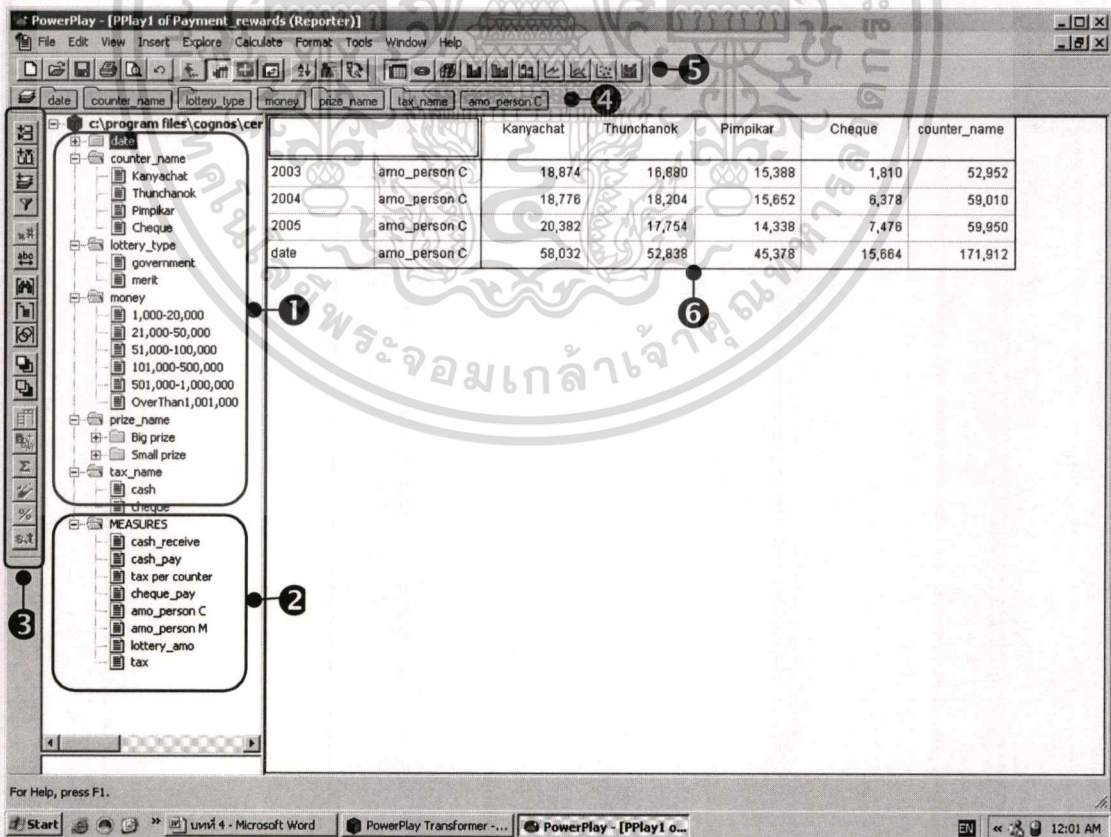 PowerPlay - [PPlay1 of Payment_rewards (Reporter)]
File Edit View Insert Explore Calculate Format Tools Window Help
5
date counter_name lottery_type money prize_name tax_name amo_person C
4
c:\program files\cognos\cer
date
counter_name
Kanyachat
Thunchanok
Pimpikar
Cheque
lottery_type
government
merit
money
1,000-20,000
21,000-50,000
51,000-100,000
101,000-500,000
501,000-1,000,000
OverThan1,001,000
prize_name
Big prize
Small prize
tax_name
cash
cheque
1
MEASURES
cash_receive
cash_pay
tax per counter
cheque_pay
amo_person C
amo_person M
lottery_amo
tax
2
3
Kanyachat Thunchanok Pimpikar Cheque counter_name
2003 amo_person C 18,874 16,880 15,388 1,810 52,952
2004 amo_person C 18,776 18,204 15,652 6,378 59,010
2005 amo_person C 20,382 17,754 14,338 7,476 59,950
date amo_person C 58,032 52,838 45,378 15,664 171,912
6
For Help, press F1.
Start บทที่ 4 - Microsoft Word PowerPlay Transformer -... PowerPlay - [PPlay1 o... EN 12:01 AM